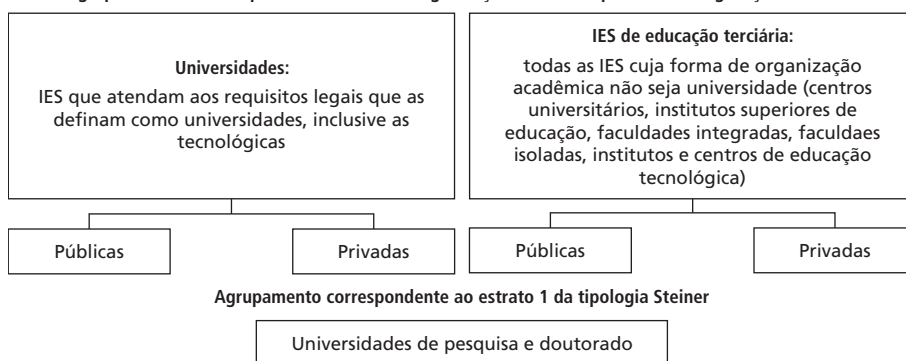 Universidades:
IES que atendam aos requisitos legais que as
definam como universidades, inclusive as
tecnológicas
Públicas
Privadas
IES de educação terciária:
todas as IES cuja forma de organização
acadêmica não seja universidade (centros
universitários, institutos superiores de
educação, faculdades integradas, faculdaes
isoladas, institutos e centros de educação
tecnológica)
Públicas
Privadas
Agrupamento correspondente ao estrato 1 da tipologia Steiner
Universidades de pesquisa e doutorado